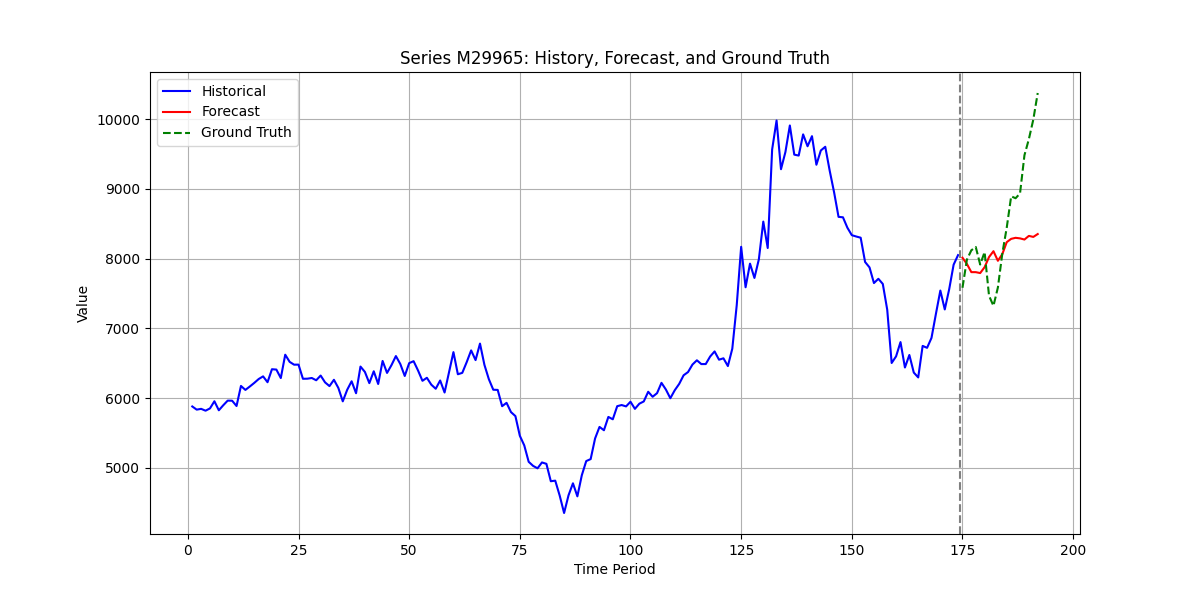 Series M29965: History, Forecast, and Ground Truth
Historical
Forecast
Ground Truth
10000
9000
8000
7000
6000
5000
Value
0 25 50 75 100 125 150 175 200
Time Period